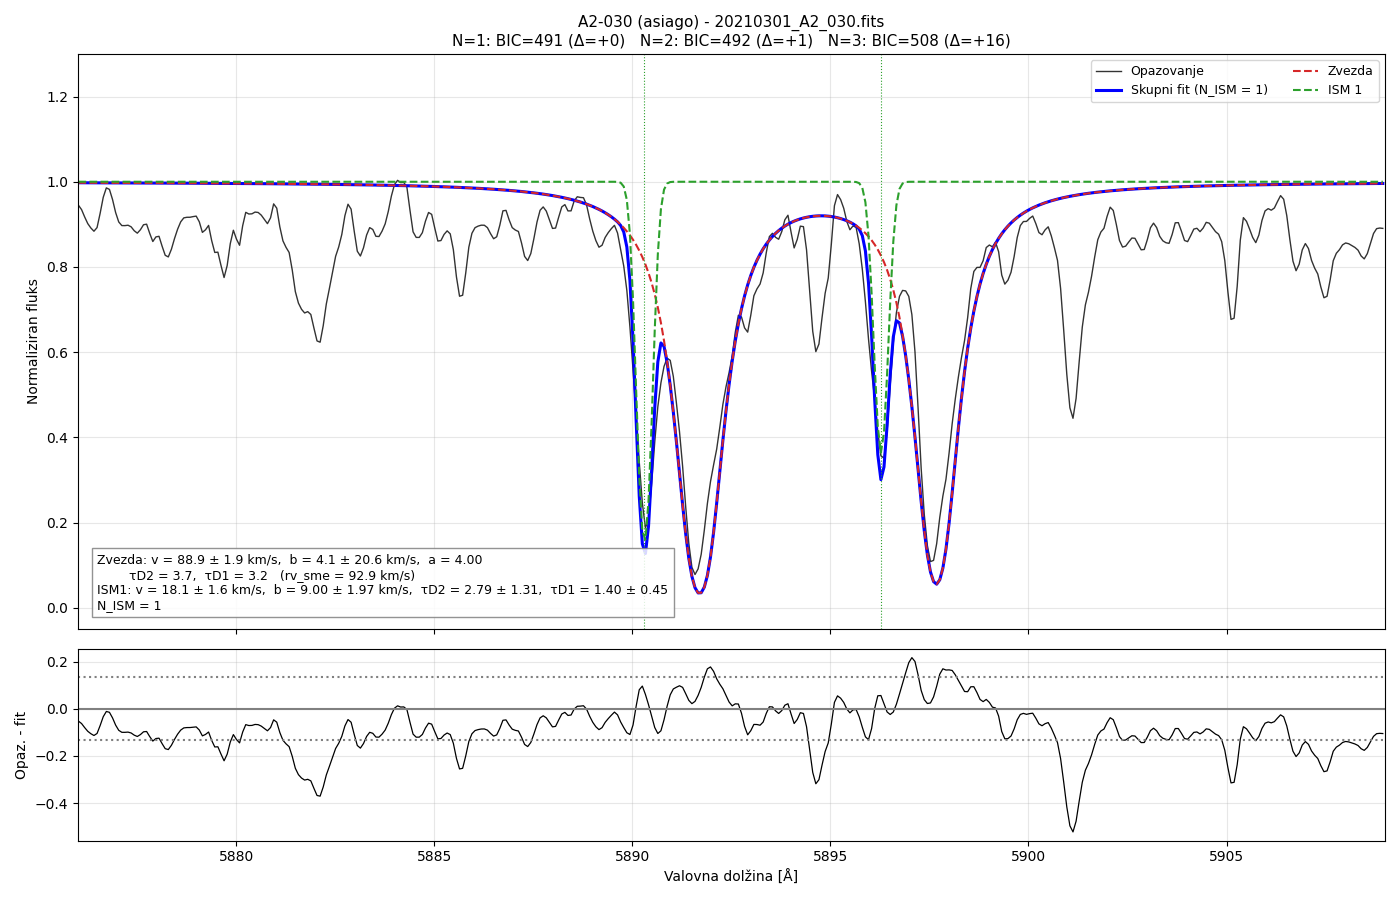 A2-030 (asiago) - 20210301_A2_030.fits
N=1: BIC=491 (Δ=+0)   N=2: BIC=492 (Δ=+1)   N=3: BIC=508 (Δ=+16)
Opazovanje
Skupni fit (N_ISM = 1)
Zvezda
ISM 1
Normaliziran fluks
1.2
1.0
0.8
0.6
0.4
0.2
0.0
Zvezda: v = 88.9 ± 1.9 km/s,  b = 4.1 ± 20.6 km/s,  a = 4.00
τD2 = 3.7,  τD1 = 3.2   (rv_sme = 92.9 km/s)
ISM1: v = 18.1 ± 1.6 km/s,  b = 9.00 ± 1.97 km/s,  τD2 = 2.79 ± 1.31,  τD1 = 1.40 ± 0.45
N_ISM = 1
Opaz. - fit
0.2
0.0
−0.2
−0.4
5880
5885
5890
5895
5900
5905
Valovna dolžina [Å]